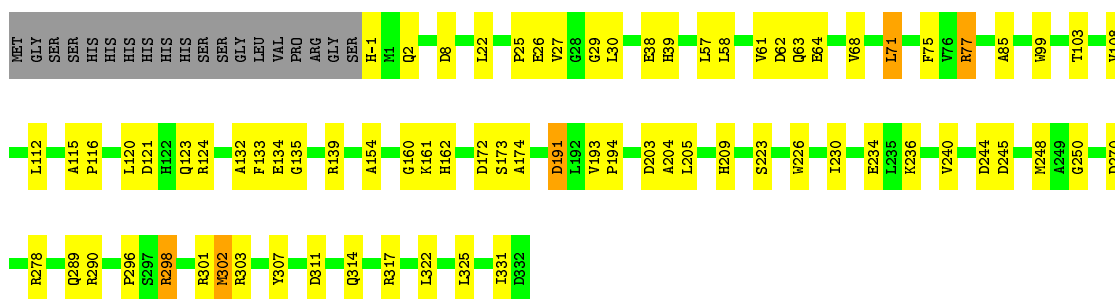 MET GLY SER SER HIS HIS HIS HIS HIS HIS SER SER GLY LEU VAL PRO ARG GLY SER H-1 M1 Q2 D8 L22 P25 E26 V27 G28 G29 L30 E38 H39 L57 L58 V61 D62 Q63 E64 V68 L71 F75 V76 R77 A85 W99 T103 V108
L112 A115 P116 L120 D121 H122 Q123 R124 A132 F133 E134 G135 R139 A154 G160 K161 H162 D172 S173 A174 D191 L192 V193 P194 D203 A204 L205 H209 S223 W226 I230 E234 L235 K236 V240 D244 D245 M248 A249 G250
R278 Q289 R290 P296 S297 R298 R301 M302 R303 Y307 D311 Q314 R317 L322 L325 I331 D332